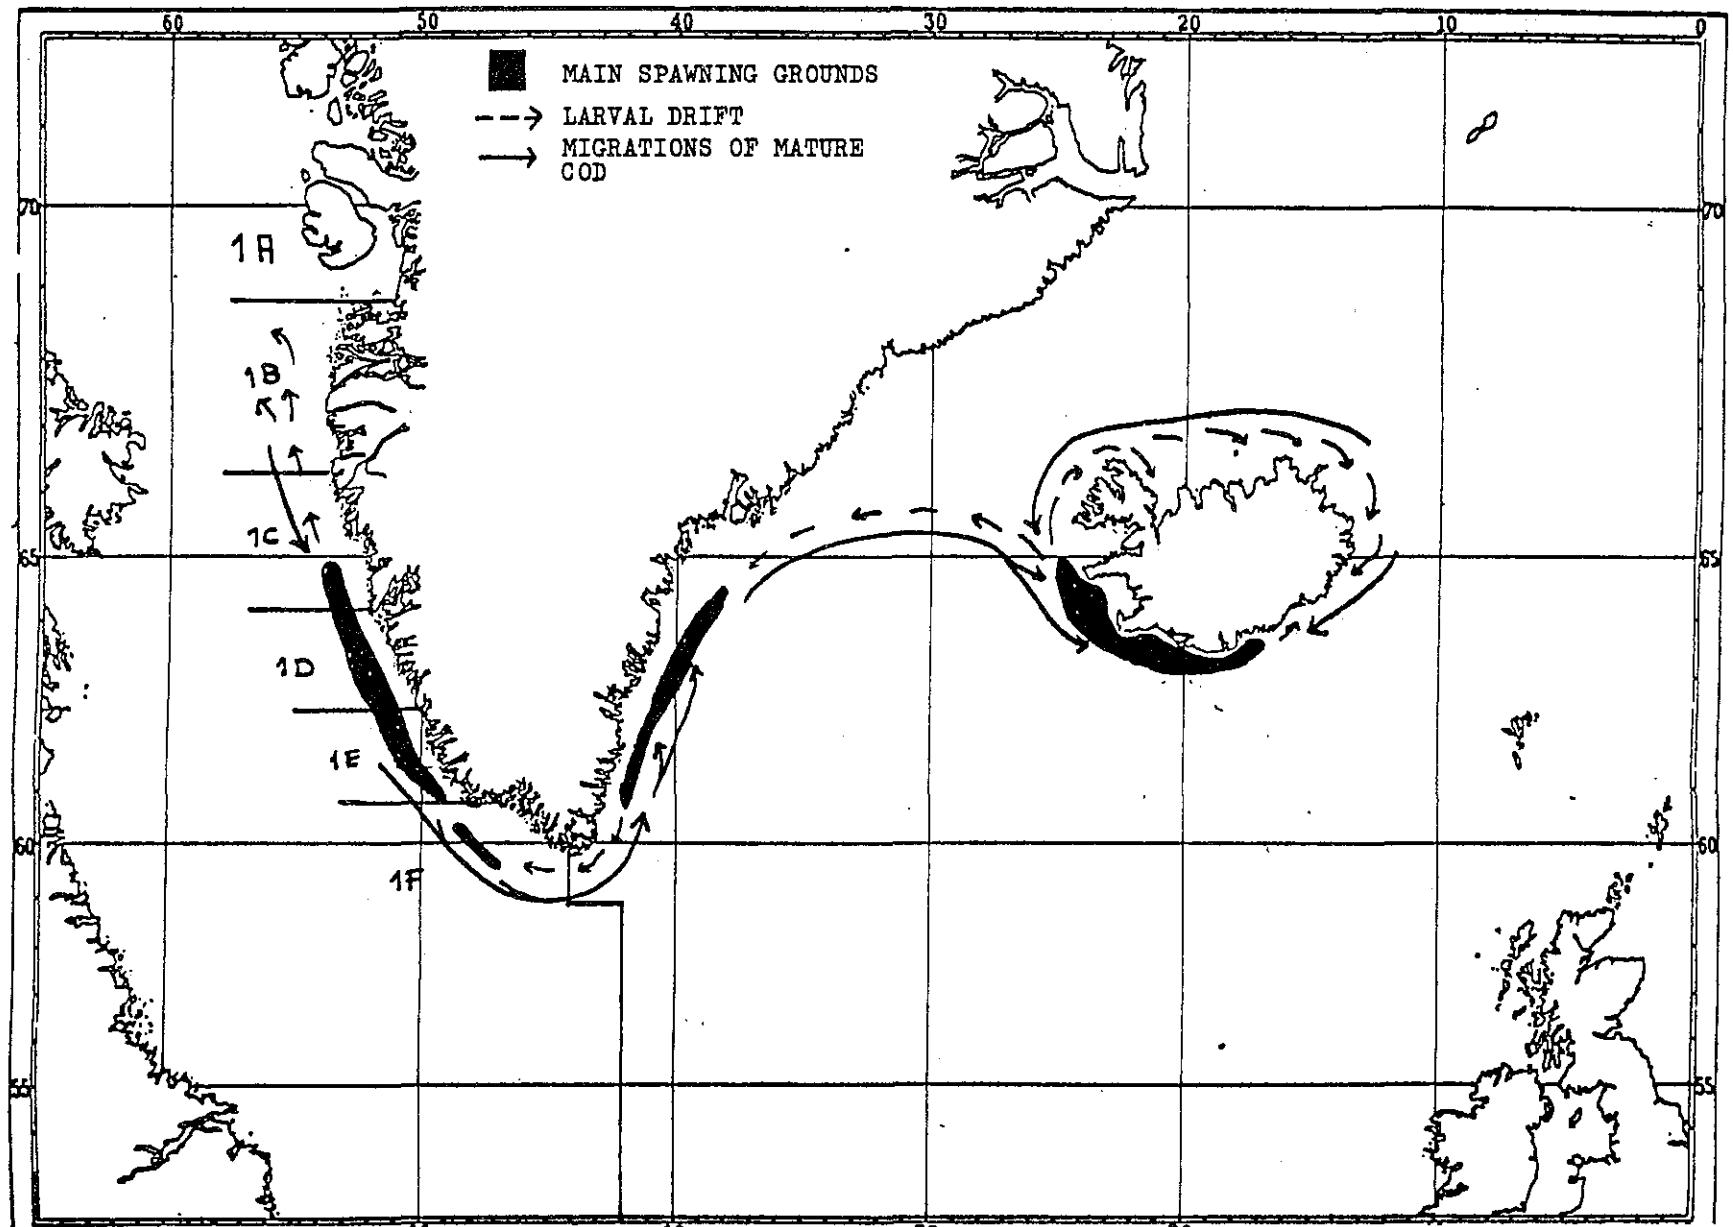 60 50 40 30 20 10 0
MAIN SPAWNING GROUNDS
LARVAL DRIFT
MIGRATIONS OF MATURE
COD
70 70
1A
1B
1C
65 65
1D
1E
60 60
1F
55 55